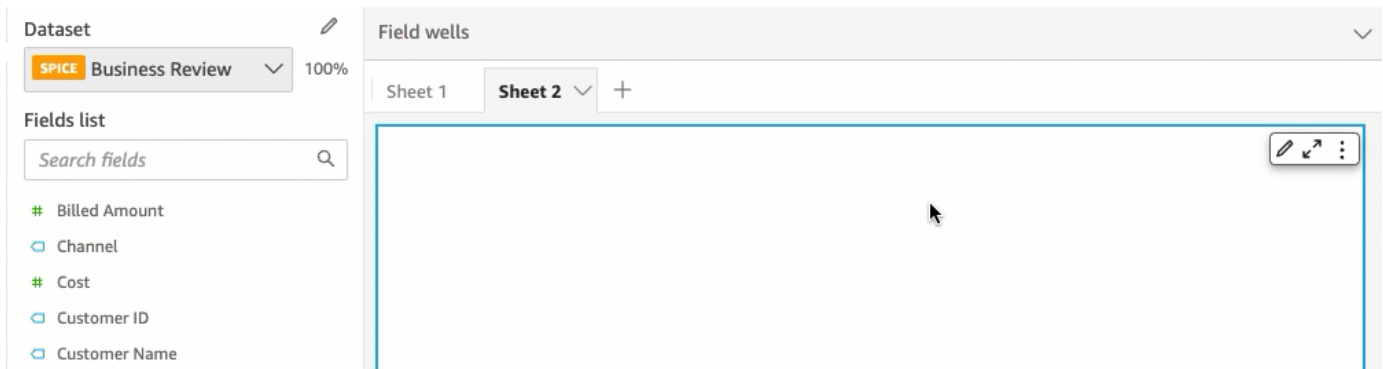 Dataset
SPICE Business Review 100%
Fields list
Search fields
# Billed Amount
Channel
# Cost
Customer ID
Customer Name
Field wells
Sheet 1 Sheet 2 +